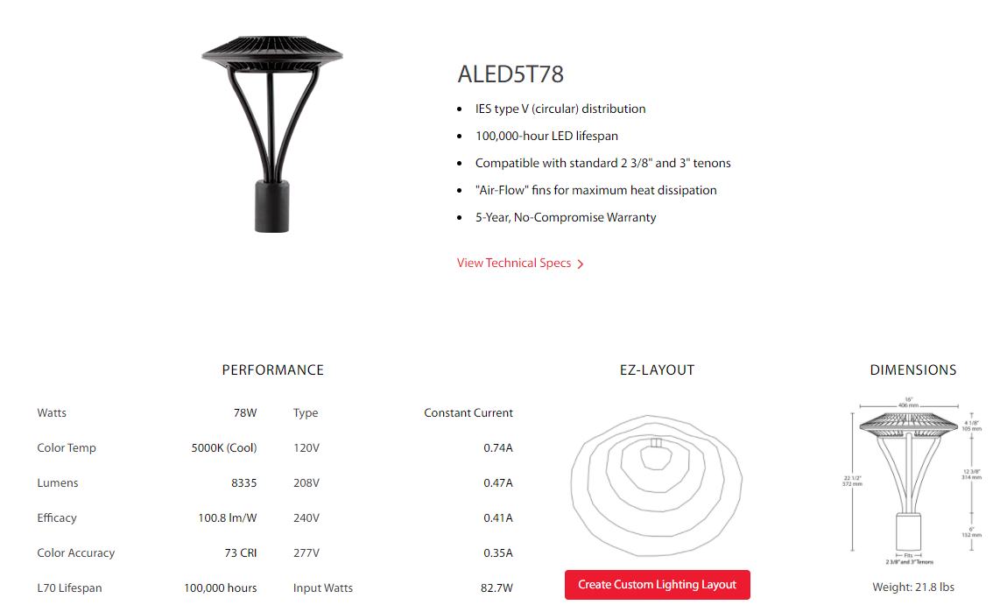 ALED5T78
• IES type V (circular) distribution
• 100,000-hour LED lifespan
• Compatible with standard 2 3/8" and 3" tenons
• "Air-Flow" fins for maximum heat dissipation
• 5-Year, No-Compromise Warranty
View Technical Specs >
PERFORMANCE
Watts 78W Type Constant Current
Color Temp 5000K (Cool) 120V 0.74A
Lumens 8335 208V 0.47A
Efficacy 100.8 lm/W 240V 0.41A
Color Accuracy 73 CRI 277V 0.35A
L70 Lifespan 100,000 hours Input Watts 82.7W
EZ-LAYOUT
Create Custom Lighting Layout
DIMENSIONS
16"
406 mm
4 1/8"
105 mm
12 3/8"
314 mm
22 1/2"
572 mm
6"
152 mm
Fits
2 3/8" and 3" Tenons
Weight: 21.8 lbs